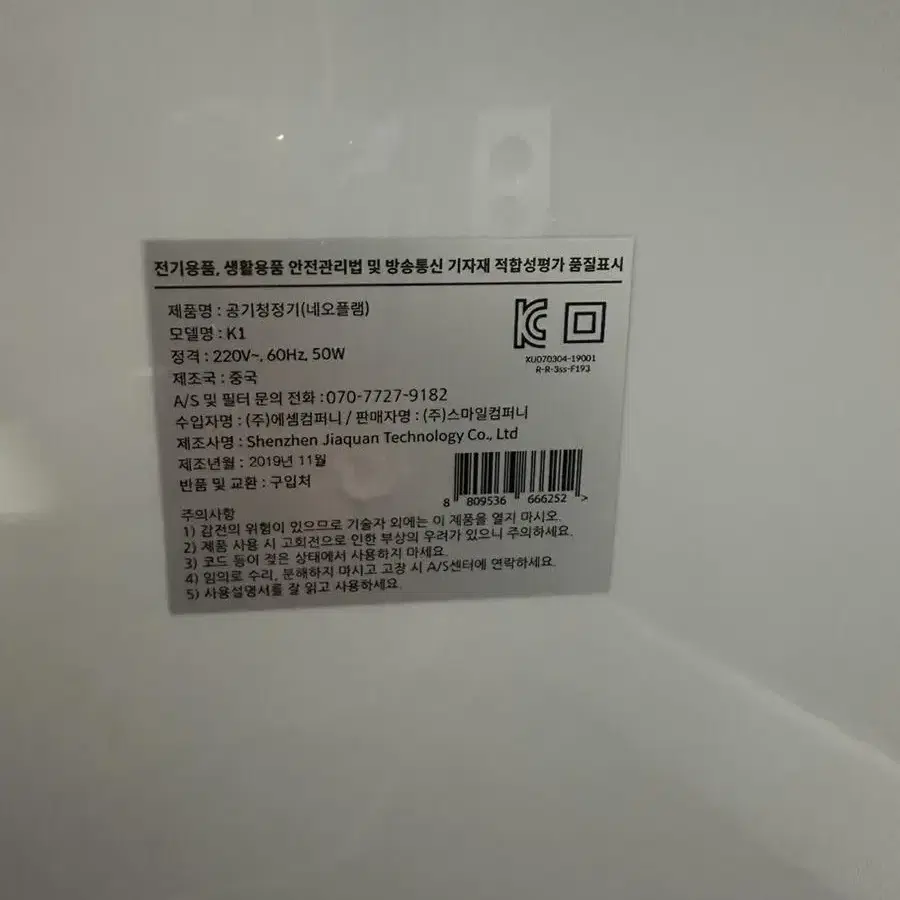 전기용품, 생활용품 안전관리법 및 방송통신 기자재 적합성평가 품질표시
제품명 : 공기청정기(네오플램)
모델명 : K1
정격 : 220V~, 60Hz, 50W
제조국 : 중국
A/S 및 필터 문의 전화 : 070-7727-9182
수입자명 : (주)에셈컴퍼니 / 판매자명 : (주)스마일컴퍼니
제조사명 : Shenzhen Jiaquan Technology Co., Ltd
제조년월 : 2019년 11월
반품 및 교환 : 구입처
XU070304-19001
R-R-3ss-F193
8 809536 666252 >
주의사항
1) 감전의 위험이 있으므로 기술자 외에는 이 제품을 열지 마시오.
2) 제품 사용 시 고회전으로 인한 부상의 우려가 있으니 주의하세요.
3) 코드 등이 젖은 상태에서 사용하지 마세요.
4) 임의로 수리, 분해하지 마시고 고장 시 A/S센터에 연락하세요.
5) 사용설명서를 잘 읽고 사용하세요.